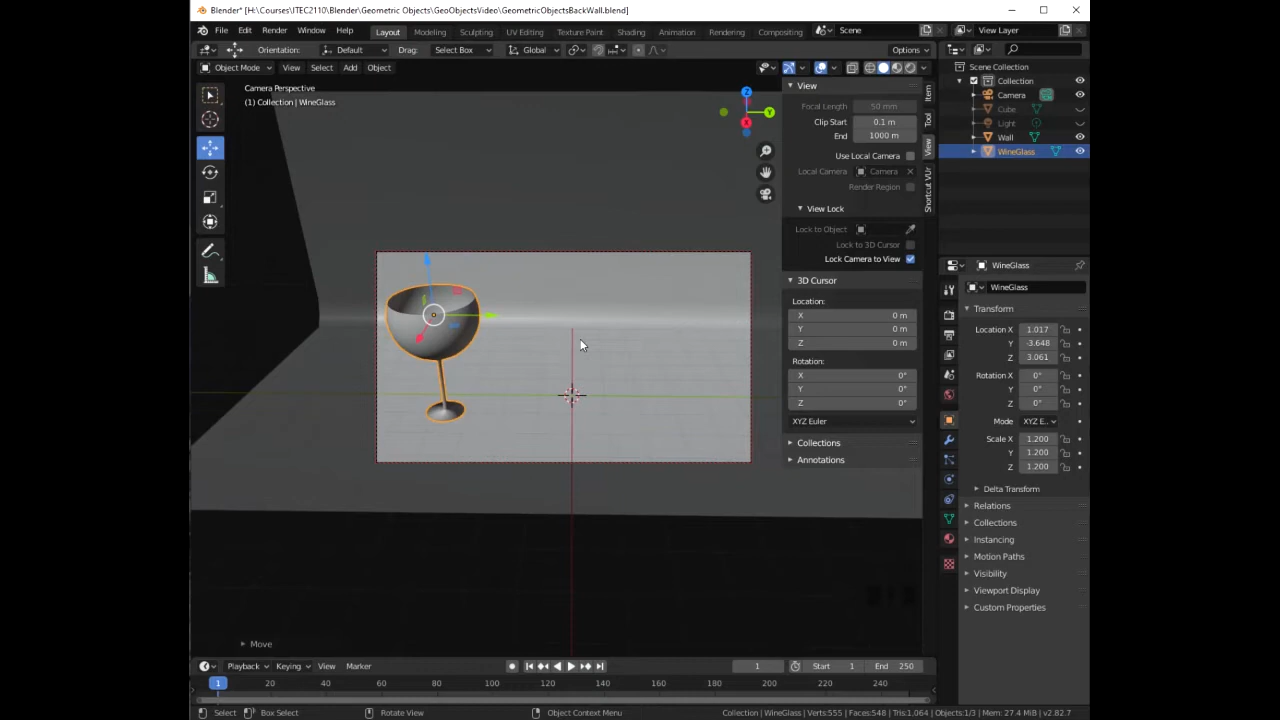 Blender* [H:\Courses\ITEC2110\Blender\Geometric Objects\GeoObjectsVideo\GeometricObjectsBackWall.blend]
File Edit Render Window Help Layout Modeling Sculpting UV Editing Texture Paint Shading Animation Rendering Compositing Scene View Layer
Orientation: Default Drag: Select Box Global Options
Object Mode View Select Add Object
Camera Perspective
(1) Collection | WineGlass
Z
Y
X
View
Focal Length 50 mm
Clip Start 0.1 m
End 1000 m
Use Local Camera
Local Camera Camera
Render Region
View Lock
Lock to Object
Lock to 3D Cursor
Lock Camera to View
3D Cursor
Location:
X 0 m
Y 0 m
Z 0 m
Rotation:
X 0°
Y 0°
Z 0°
XYZ Euler
Collections
Annotations
Item
Tool
View
Shortcut VUr
Scene Collection
Collection
Camera
Cube
Light
Wall
WineGlass
WineGlass
WineGlass
Transform
Location X 1.017
Y -3.648
Z 3.061
Rotation X 0°
Y 0°
Z 0°
Mode XYZ E..
Scale X 1.200
Y 1.200
Z 1.200
Delta Transform
Relations
Collections
Instancing
Motion Paths
Visibility
Viewport Display
Custom Properties
Move
Playback Keying View Marker 1 Start 1 End 250
1 20 40 60 80 100 120 140 160 180 200 220 240
Select Box Select Rotate View Object Context Menu Collection | WineGlass | Verts:555 | Faces:548 | Tris:1,064 | Objects:1/3 | Mem: 27.4 MiB | v2.82.7